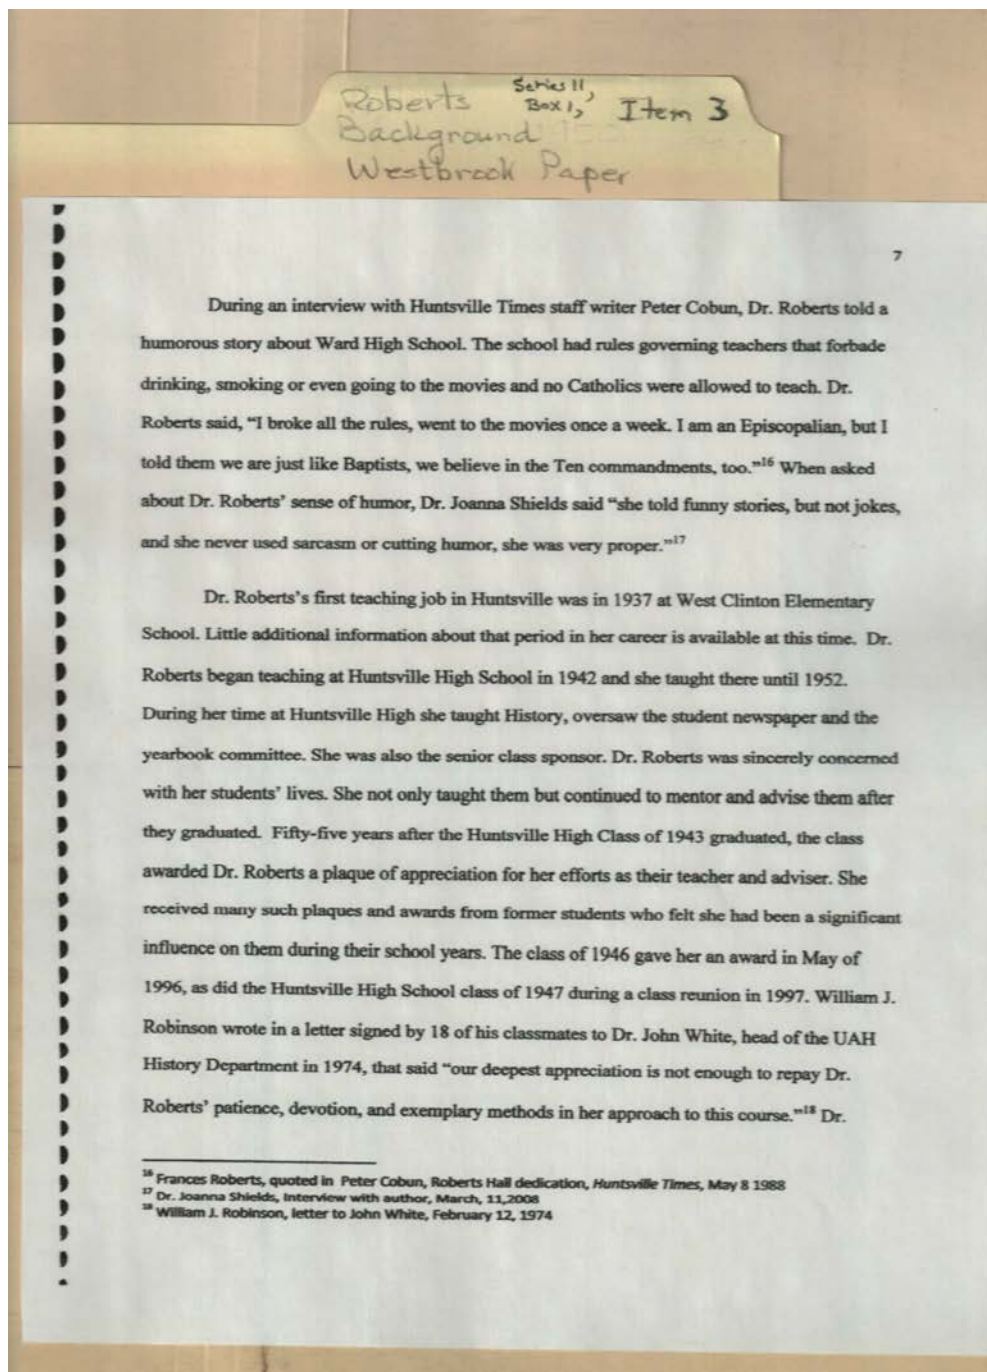 Roberts Series II, Box 1, Item 3
Background
Westbrook Paper
7
During an interview with Huntsville Times staff writer Peter Cobun, Dr. Roberts told a
humorous story about Ward High School. The school had rules governing teachers that forbade
drinking, smoking or even going to the movies and no Catholics were allowed to teach. Dr.
Roberts said, “I broke all the rules, went to the movies once a week. I am an Episcopalian, but I
told them we are just like Baptists, we believe in the Ten commandments, too.”16 When asked
about Dr. Roberts’ sense of humor, Dr. Joanna Shields said “she told funny stories, but not jokes,
and she never used sarcasm or cutting humor, she was very proper.”17
Dr. Roberts’s first teaching job in Huntsville was in 1937 at West Clinton Elementary
School. Little additional information about that period in her career is available at this time. Dr.
Roberts began teaching at Huntsville High School in 1942 and she taught there until 1952.
During her time at Huntsville High she taught History, oversaw the student newspaper and the
yearbook committee. She was also the senior class sponsor. Dr. Roberts was sincerely concerned
with her students’ lives. She not only taught them but continued to mentor and advise them after
they graduated. Fifty-five years after the Huntsville High Class of 1943 graduated, the class
awarded Dr. Roberts a plaque of appreciation for her efforts as their teacher and adviser. She
received many such plaques and awards from former students who felt she had been a significant
influence on them during their school years. The class of 1946 gave her an award in May of
1996, as did the Huntsville High School class of 1947 during a class reunion in 1997. William J.
Robinson wrote in a letter signed by 18 of his classmates to Dr. John White, head of the UAH
History Department in 1974, that said “our deepest appreciation is not enough to repay Dr.
Roberts’ patience, devotion, and exemplary methods in her approach to this course.”18 Dr.
16 Frances Roberts, quoted in Peter Cobun, Roberts Hall dedication, Huntsville Times, May 8 1988
17 Dr. Joanna Shields, Interview with author, March, 11,2008
18 William J. Robinson, letter to John White, February 12, 1974